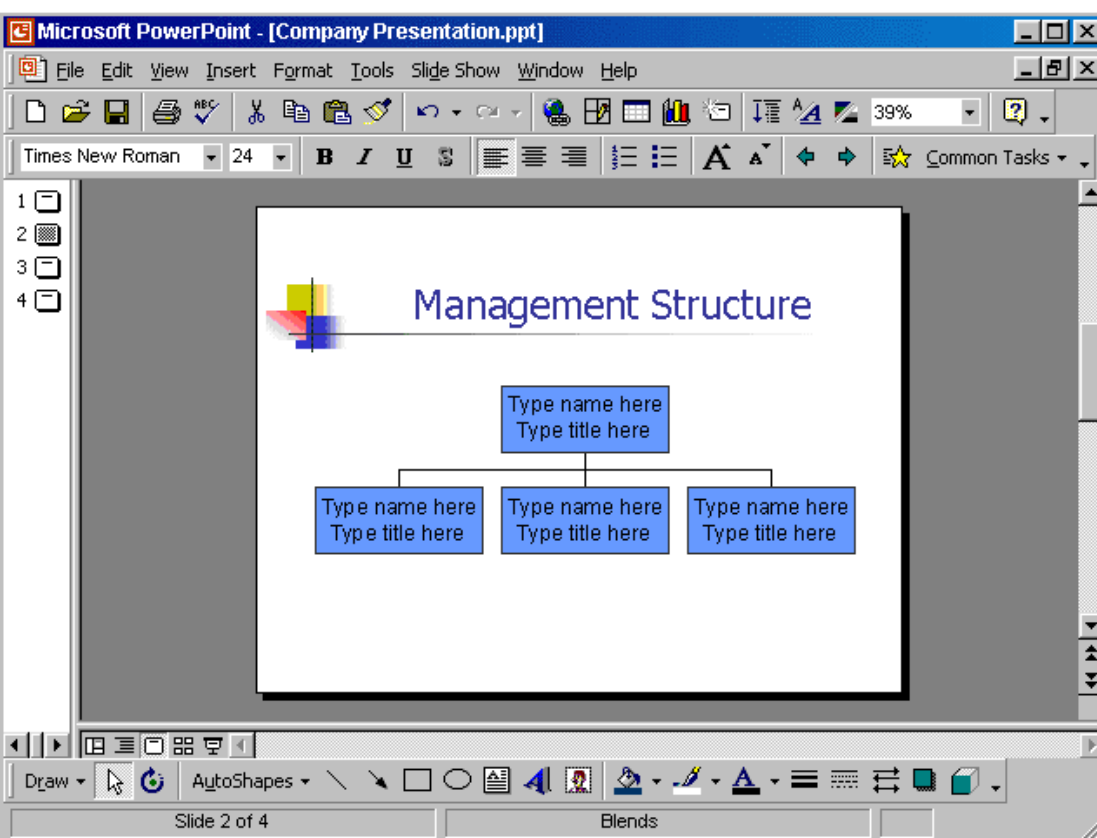 Microsoft PowerPoint - [Company Presentation.ppt]
File Edit View Insert Format Tools Slide Show Window Help
ABC 39%
Times New Roman 24 B I U S A A Common Tasks
1
2
3
4
Management Structure
Type name here
Type title here
Type name here
Type title here
Type name here
Type title here
Type name here
Type title here
Draw AutoShapes A A
Slide 2 of 4 Blends